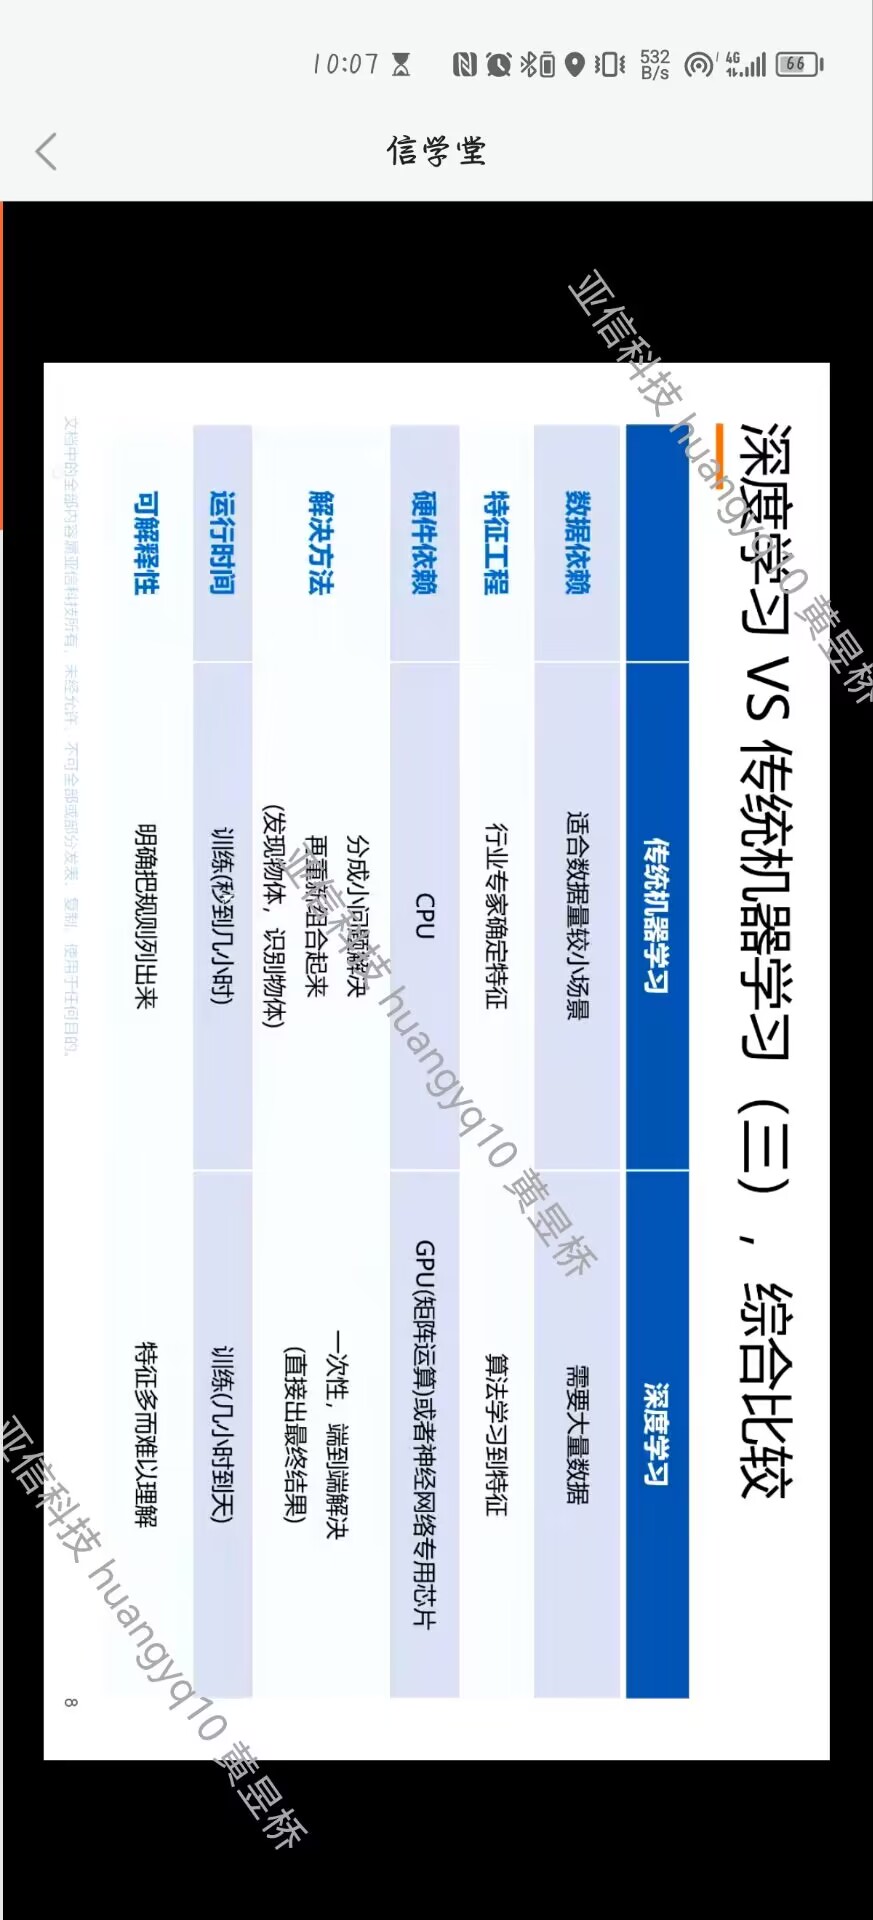 10:07
532
B/s
4G
66
信学堂
深度学习 VS 传统机器学习（三），综合比较
传统机器学习 深度学习
数据依赖 适合数据量较小场景 需要大量数据
特征工程 行业专家确定特征 算法学习到特征
硬件依赖 CPU GPU(矩阵运算)或者神经网络专用芯片
解决方法
分成小问题解决
再重新组合起来
(发现物体，识别物体)
一次性，端到端解决
(直接出最终结果)
运行时间 训练(秒到几小时) 训练(几小时到天)
可解释性 明确把规则列出来 特征多而难以理解
文档中的全部内容属亚信科技所有，未经允许，不可全部或部分发表、复制、使用于任何目的。
8
亚信科技 huangyq10 黄昱桥
亚信科技 huangyq10 黄昱桥
亚信科技 huangyq10 黄昱桥